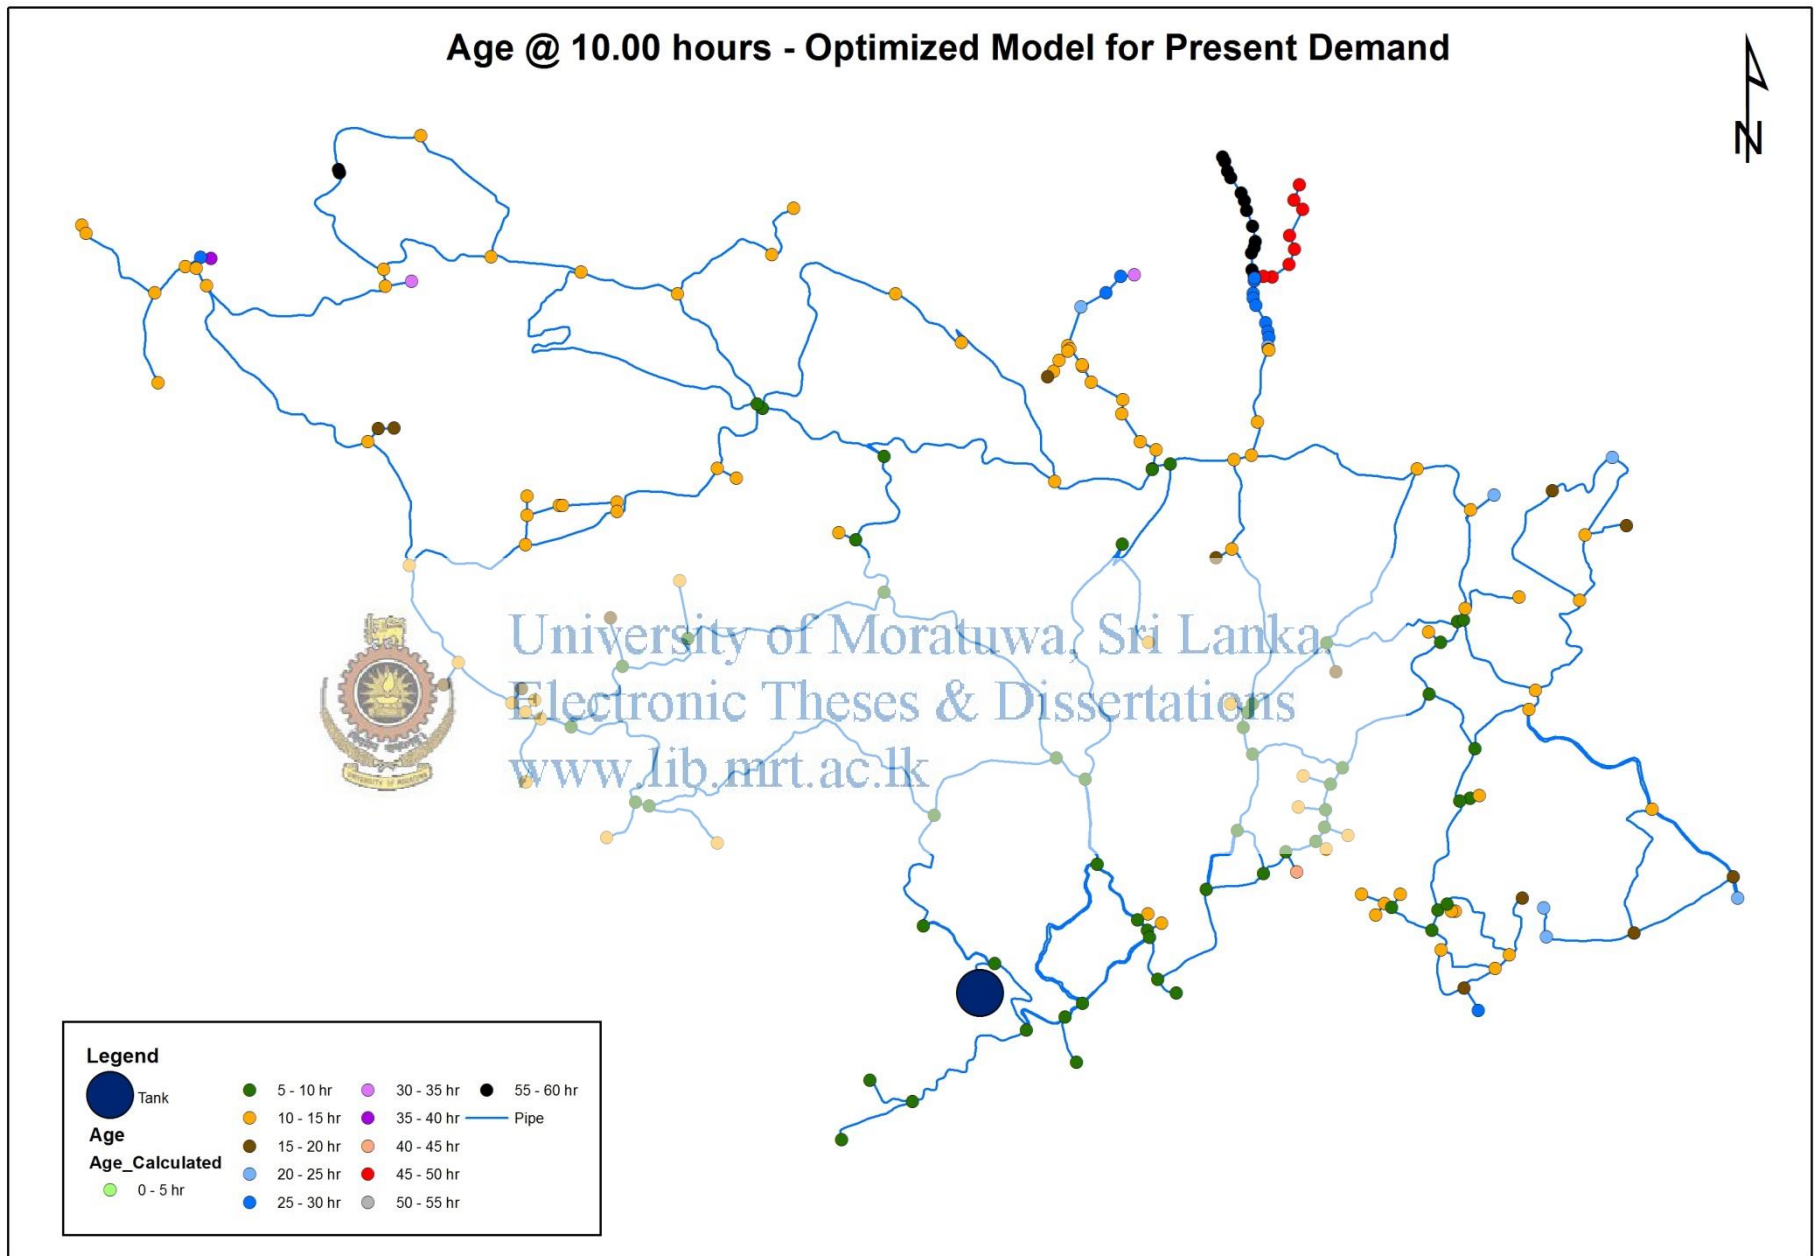 Age @ 10.00 hours - Optimized Model for Present Demand
N
University of Moratuwa, Sri Lanka.
Electronic Theses & Dissertations
www.lib.mrt.ac.lk
UNIVERSITY OF MORATUWA
Legend
Tank
Age
Age_Calculated
0 - 5 hr
5 - 10 hr
10 - 15 hr
15 - 20 hr
20 - 25 hr
25 - 30 hr
30 - 35 hr
35 - 40 hr
40 - 45 hr
45 - 50 hr
50 - 55 hr
55 - 60 hr
Pipe